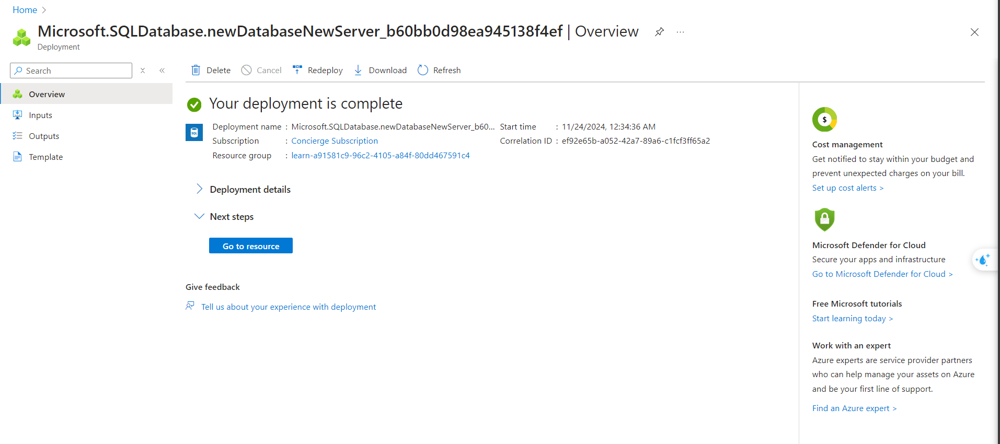 Home
Microsoft.SQLDatabase.newDatabaseNewServer_b60bb0d98ea945138f4ef | Overview
Deployment
Search
Overview
Inputs
Outputs
Template
Delete Cancel Redeploy Download Refresh
Your deployment is complete
Deployment name : Microsoft.SQLDatabase.newDatabaseNewServer_b60... Start time : 11/24/2024, 12:34:36 AM
Subscription : Concierge Subscription Correlation ID : ef92e65b-a052-42a7-89a6-c1fcf3ff65a2
Resource group : learn-a91581c9-96c2-4105-a84f-80dd467591c4
SQL
Deployment details
Next steps
Go to resource
Give feedback
Tell us about your experience with deployment
$
Cost management
Get notified to stay within your budget and
prevent unexpected charges on your bill.
Set up cost alerts >
Microsoft Defender for Cloud
Secure your apps and infrastructure
Go to Microsoft Defender for Cloud >
Free Microsoft tutorials
Start learning today >
Work with an expert
Azure experts are service provider partners
who can help manage your assets on Azure
and be your first line of support.
Find an Azure expert >